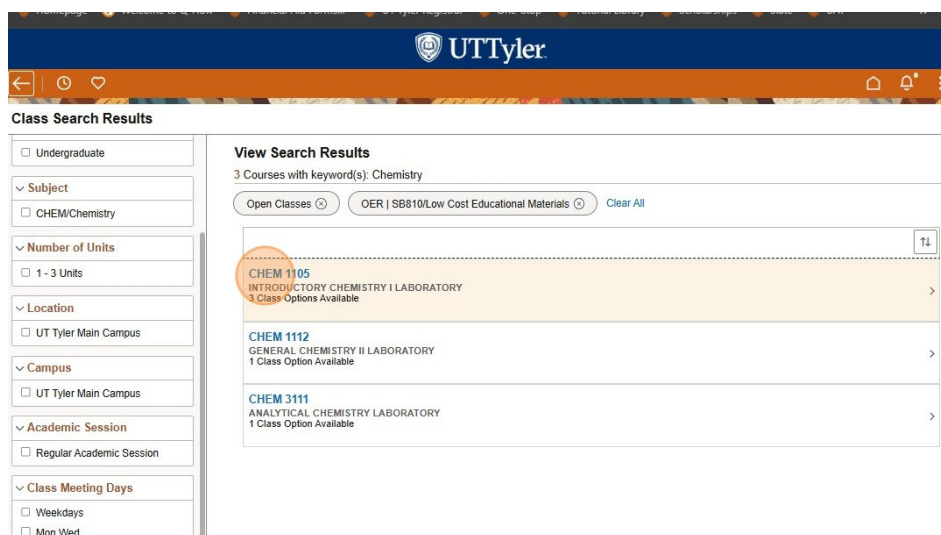 UT Tyler
Class Search Results
Undergraduate
Subject
CHEM/Chemistry
Number of Units
1 - 3 Units
Location
UT Tyler Main Campus
Campus
UT Tyler Main Campus
Academic Session
Regular Academic Session
Class Meeting Days
Weekdays
Mon Wed
View Search Results
3 Courses with keyword(s): Chemistry
Open Classes OER | SB810/Low Cost Educational Materials Clear All
CHEM 1105
INTRODUCTORY CHEMISTRY I LABORATORY
3 Class Options Available
CHEM 1112
GENERAL CHEMISTRY II LABORATORY
1 Class Option Available
CHEM 3111
ANALYTICAL CHEMISTRY LABORATORY
1 Class Option Available